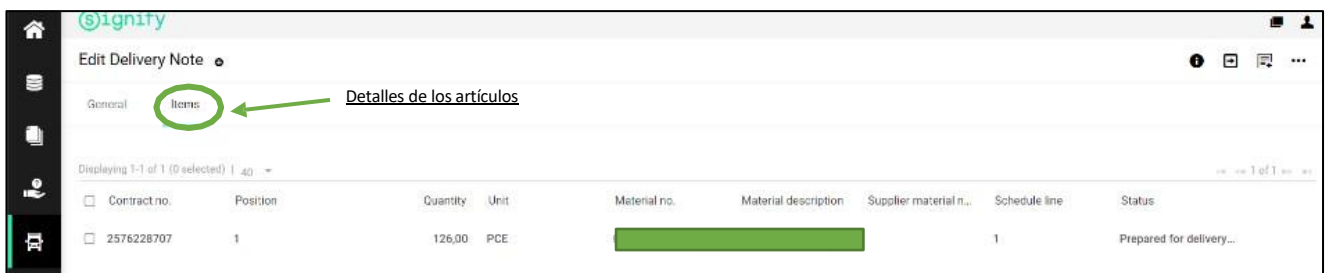 signify
Edit Delivery Note
General Items Detalles de los artículos
Displaying 1-1 of 1 (0 selected) | 40 1 of 1
Contract no. Position Quantity Unit Material no. Material description Supplier material n... Schedule line Status
2576228707 1 126,00 PCE 1 Prepared for delivery...